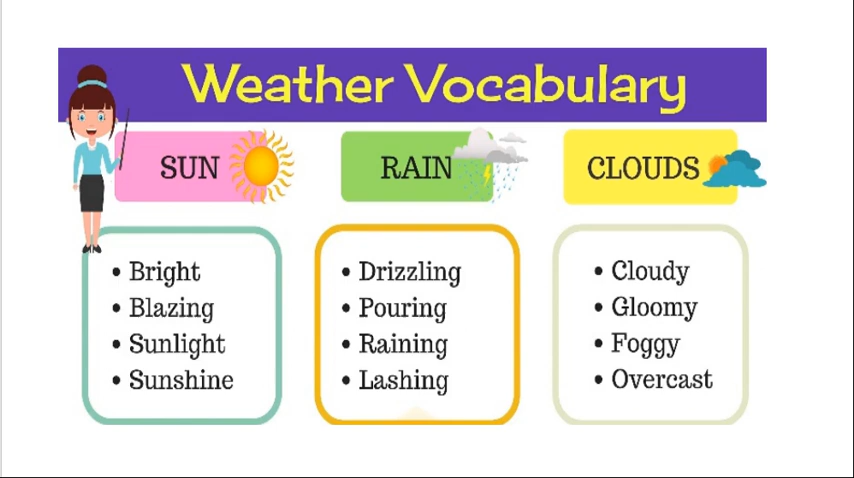 Weather Vocabulary
SUN
RAIN
CLOUDS
• Bright
• Blazing
• Sunlight
• Sunshine
• Drizzling
• Pouring
• Raining
• Lashing
• Cloudy
• Gloomy
• Foggy
• Overcast